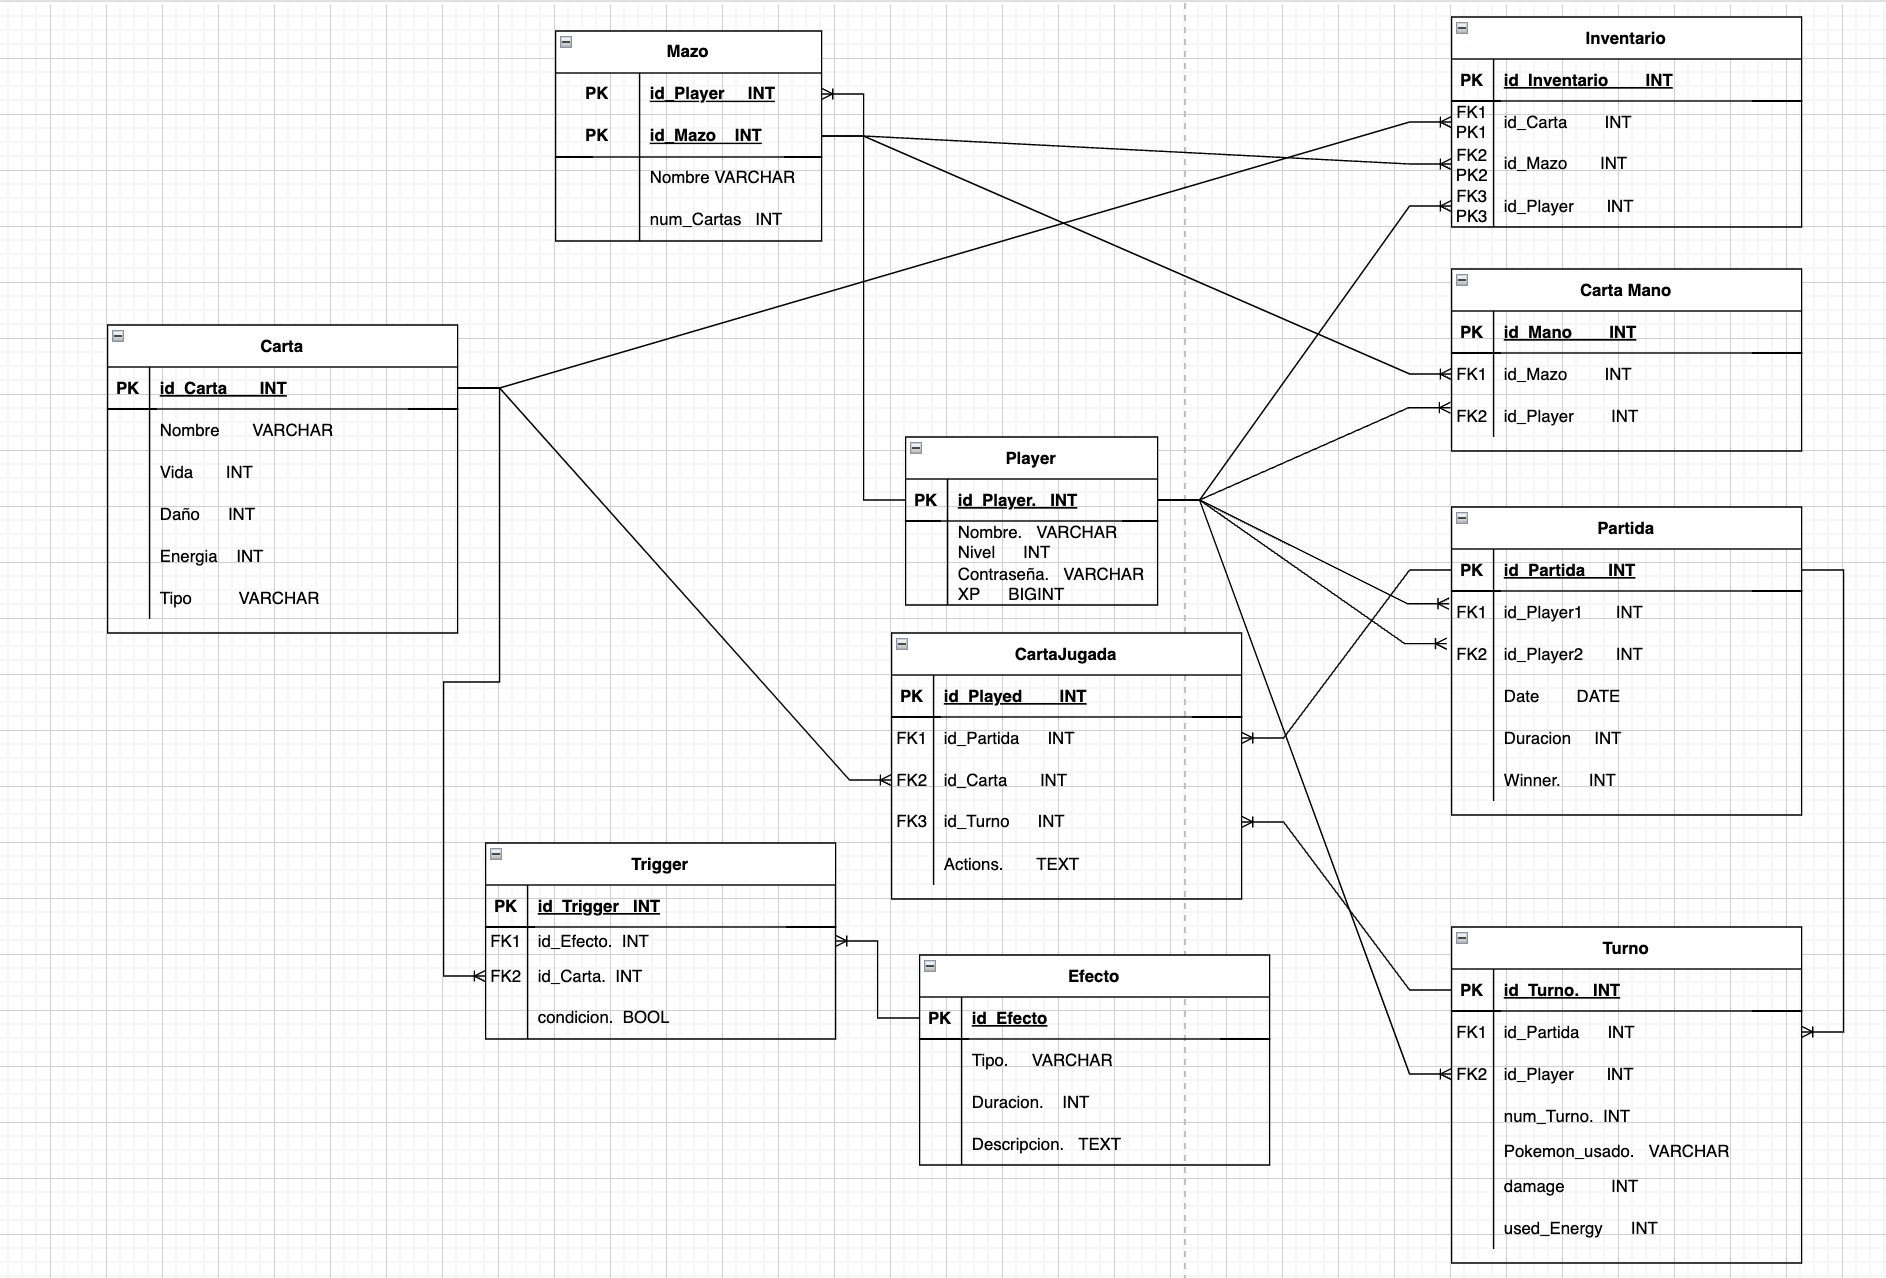 Mazo
PK id_Player INT
PK id_Mazo INT
Nombre VARCHAR
num_Cartas INT
Inventario
PK id_Inventario INT
FK1
PK1
id_Carta INT
FK2
PK2
id_Mazo INT
FK3
PK3
id_Player INT
Carta Mano
PK id_Mano INT
FK1 id_Mazo INT
FK2 id_Player INT
Carta
PK id_Carta INT
Nombre VARCHAR
Vida INT
Daño INT
Energia INT
Tipo VARCHAR
Player
PK id_Player. INT
Nombre. VARCHAR
Nivel INT
Contraseña. VARCHAR
XP BIGINT
Partida
PK id_Partida INT
FK1 id_Player1 INT
FK2 id_Player2 INT
Date DATE
Duracion INT
Winner. INT
CartaJugada
PK id_Played INT
FK1 id_Partida INT
FK2 id_Carta INT
FK3 id_Turno INT
Actions. TEXT
Trigger
PK id_Trigger INT
FK1 id_Efecto. INT
FK2 id_Carta. INT
condicion. BOOL
Efecto
PK id_Efecto
Tipo. VARCHAR
Duracion. INT
Descripcion. TEXT
Turno
PK id_Turno. INT
FK1 id_Partida INT
FK2 id_Player INT
num_Turno. INT
Pokemon_usado. VARCHAR
damage INT
used_Energy INT